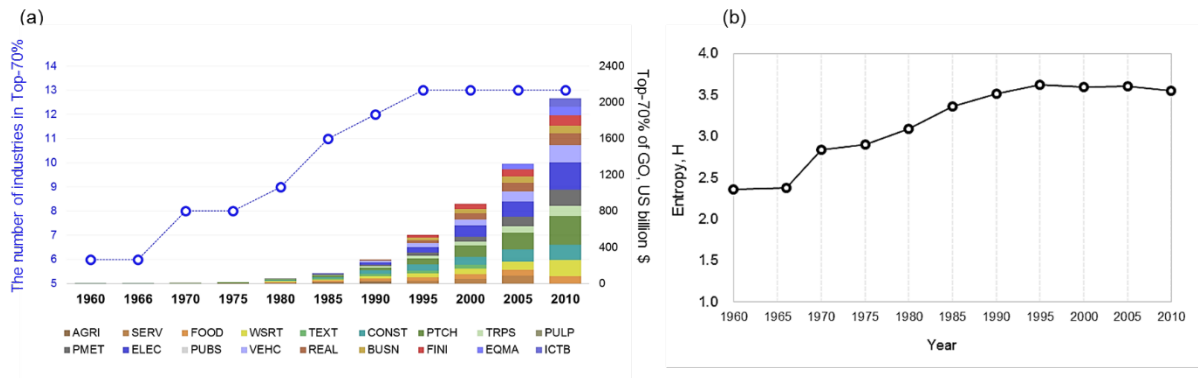 (a)
The number of industries in Top-70%
14
13
12
11
10
9
8
7
6
5
2400
2000
1600
1200
800
400
0
Top-70% of GO, US billion $
1960 1966 1970 1975 1980 1985 1990 1995 2000 2005 2010
AGRI SERV FOOD WSRT TEXT CONST PTCH TRPS PULP
PMET ELEC PUBS VEHC REAL BUSN FINI EQMA ICTB
(b)
Entropy, H
4.0
3.5
3.0
2.5
2.0
1.5
1.0
1960 1965 1970 1975 1980 1985 1990 1995 2000 2005 2010
Year